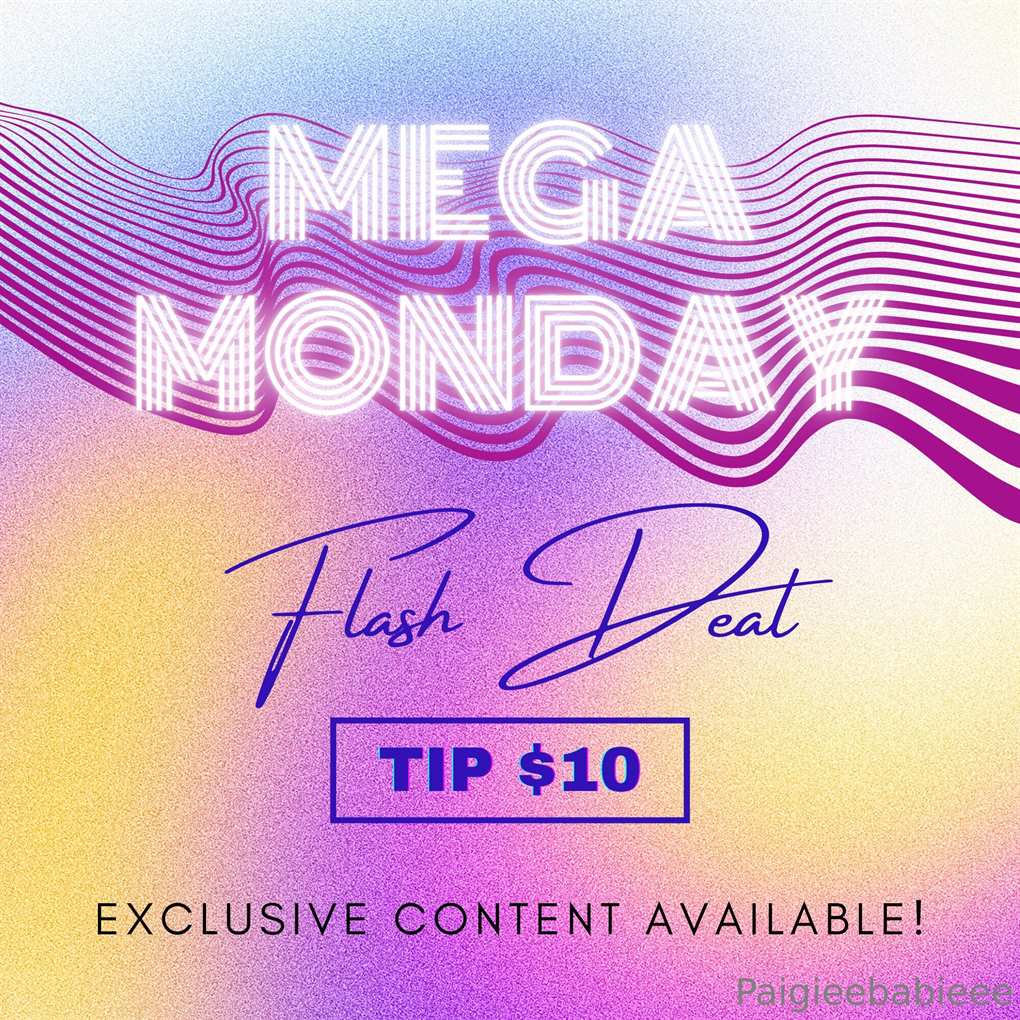 MEGA
MONDAY
Flash Deal
TIP $10
EXCLUSIVE CONTENT AVAILABLE!
Paigieebabieee